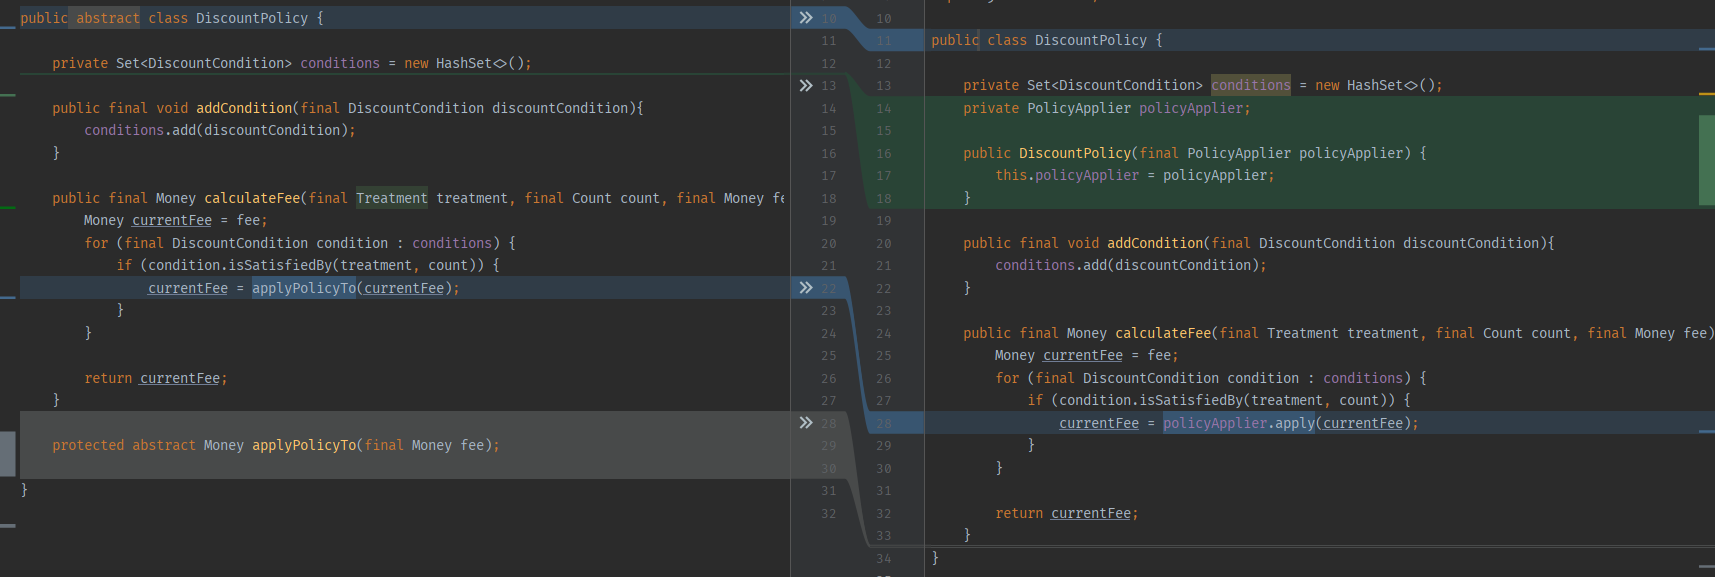 public abstract class DiscountPolicy {
private Set<DiscountCondition> conditions = new HashSet<>();
public final void addCondition(final DiscountCondition discountCondition){
conditions.add(discountCondition);
}
public final Money calculateFee(final Treatment treatment, final Count count, final Money fe
Money currentFee = fee;
for (final DiscountCondition condition : conditions) {
if (condition.isSatisfiedBy(treatment, count)) {
currentFee = applyPolicyTo(currentFee);
}
}
return currentFee;
}
protected abstract Money applyPolicyTo(final Money fee);
}
10
11
12
13
14
15
16
17
18
19
20
21
22
23
24
25
26
27
28
29
30
31
32
10
11
12
13
14
15
16
17
18
19
20
21
22
23
24
25
26
27
28
29
30
31
32
33
34
public class DiscountPolicy {
private Set<DiscountCondition> conditions = new HashSet<>();
private PolicyApplier policyApplier;
public DiscountPolicy(final PolicyApplier policyApplier) {
this.policyApplier = policyApplier;
}
public final void addCondition(final DiscountCondition discountCondition){
conditions.add(discountCondition);
}
public final Money calculateFee(final Treatment treatment, final Count count, final Money fee)
Money currentFee = fee;
for (final DiscountCondition condition : conditions) {
if (condition.isSatisfiedBy(treatment, count)) {
currentFee = policyApplier.apply(currentFee);
}
}
return currentFee;
}
}